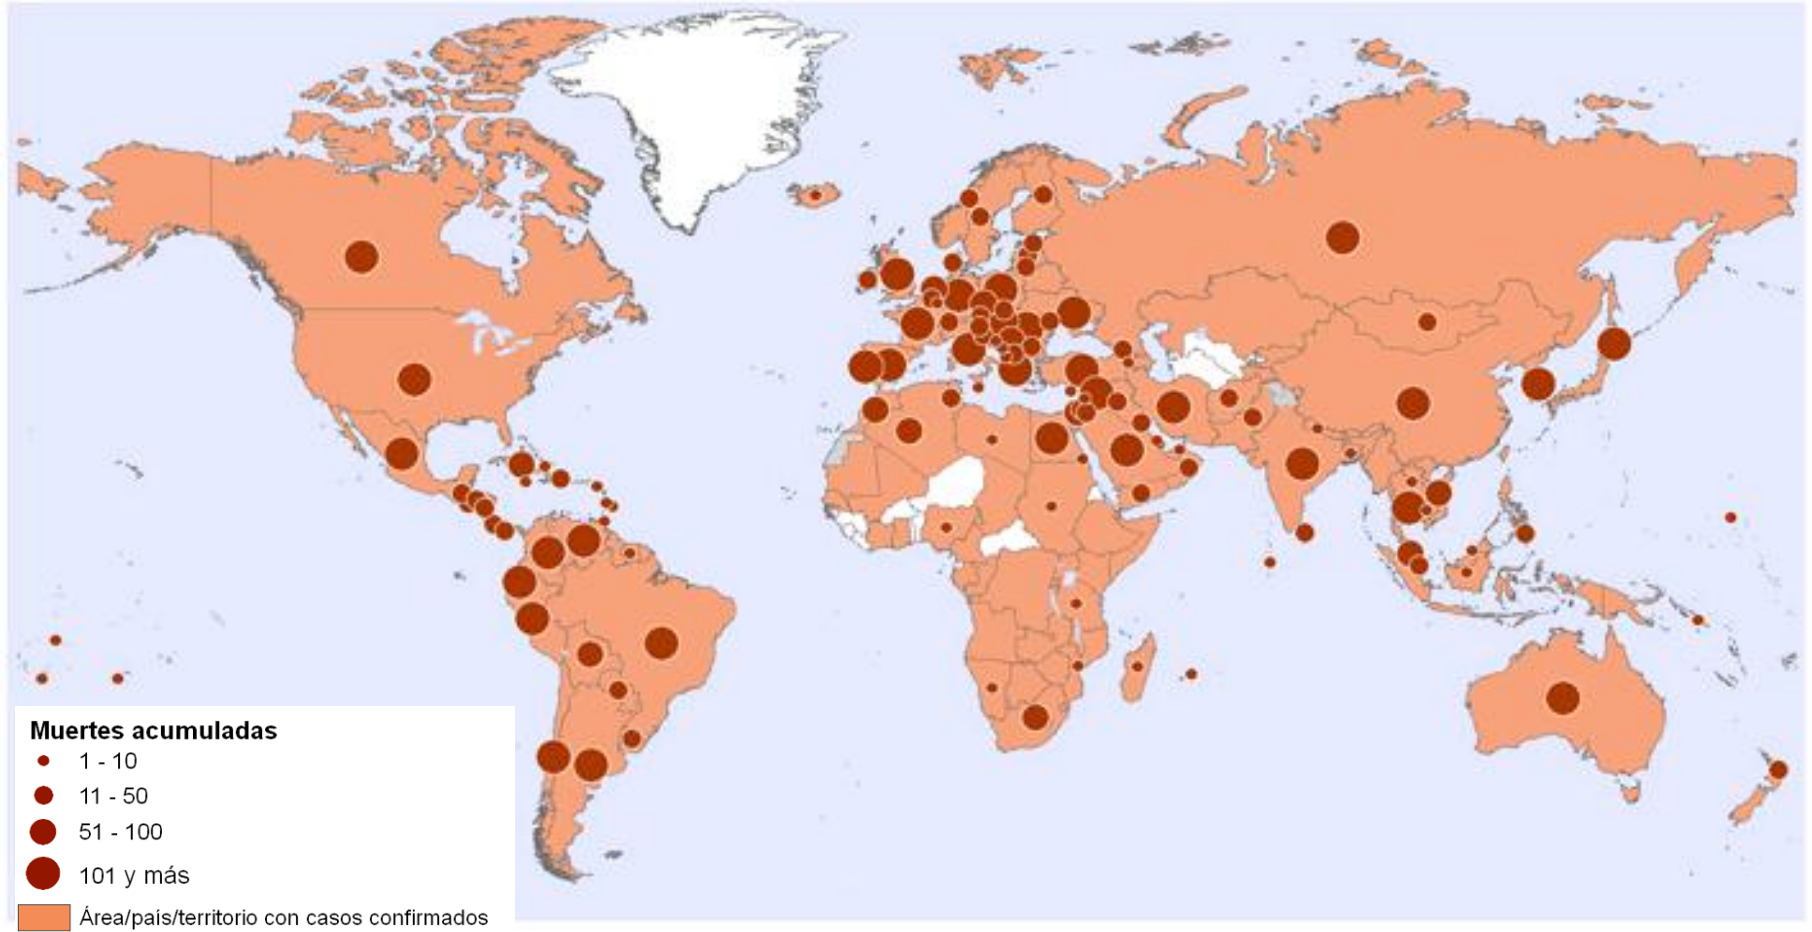 Muertes acumuladas
1 - 10
11 - 50
51 - 100
101 y más
Área/país/territorio con casos confirmados